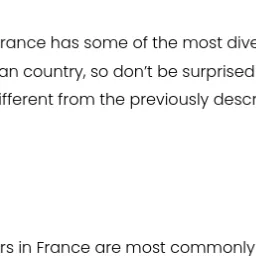 rance has some of the most dive
an country, so don't be surprised
ifferent from the previously descr
rs in France are most commonly